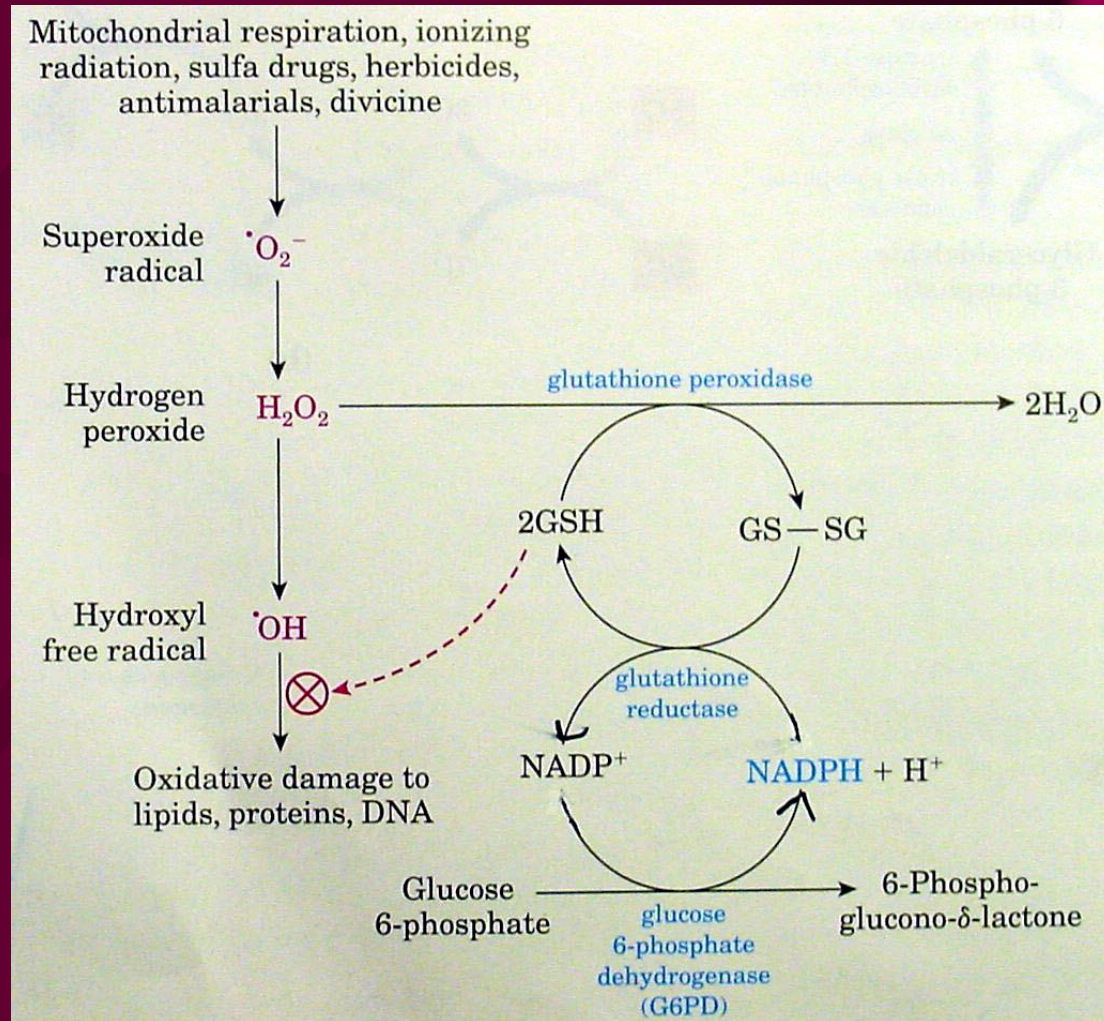 Mitochondrial respiration, ionizing
radiation, sulfa drugs, herbicides,
antimalarials, divicine
Superoxide
radical
˙O₂⁻
Hydrogen
peroxide
H₂O₂
glutathione peroxidase
2H₂O
2GSH
GS—SG
Hydroxyl
free radical
˙OH
glutathione
reductase
NADP⁺
NADPH + H⁺
Oxidative damage to
lipids, proteins, DNA
Glucose
6-phosphate
6-Phospho-
glucono-δ-lactone
glucose
6-phosphate
dehydrogenase
(G6PD)